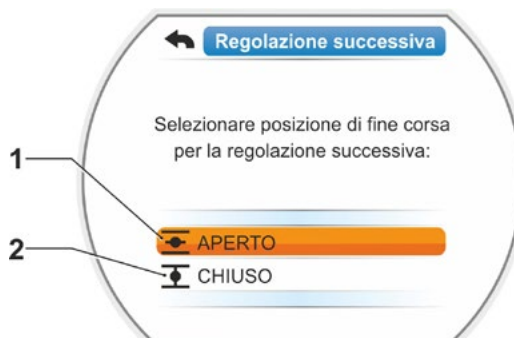 Regolazione successiva
Selezionare posizione di fine corsa
per la regolazione successiva:
1
APERTO
2
CHIUSO